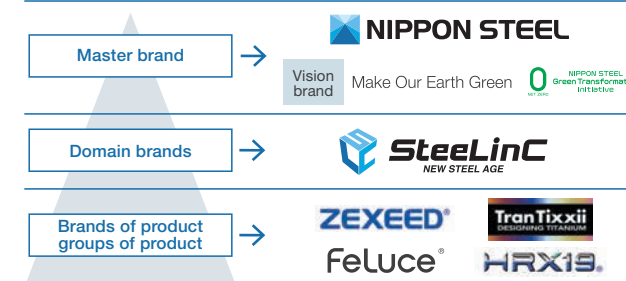 Master brand
NIPPON STEEL
Vision
brand
Make Our Earth Green
0
NET ZERO
NIPPON STEEL
Green Transformat
Initiative
Domain brands
SteeLinC
NEW STEEL AGE
Brands of product
groups of product
ZEXEED®
TranTixxii
DESIGNING TITANIUM
FeLuce®
HRX19®